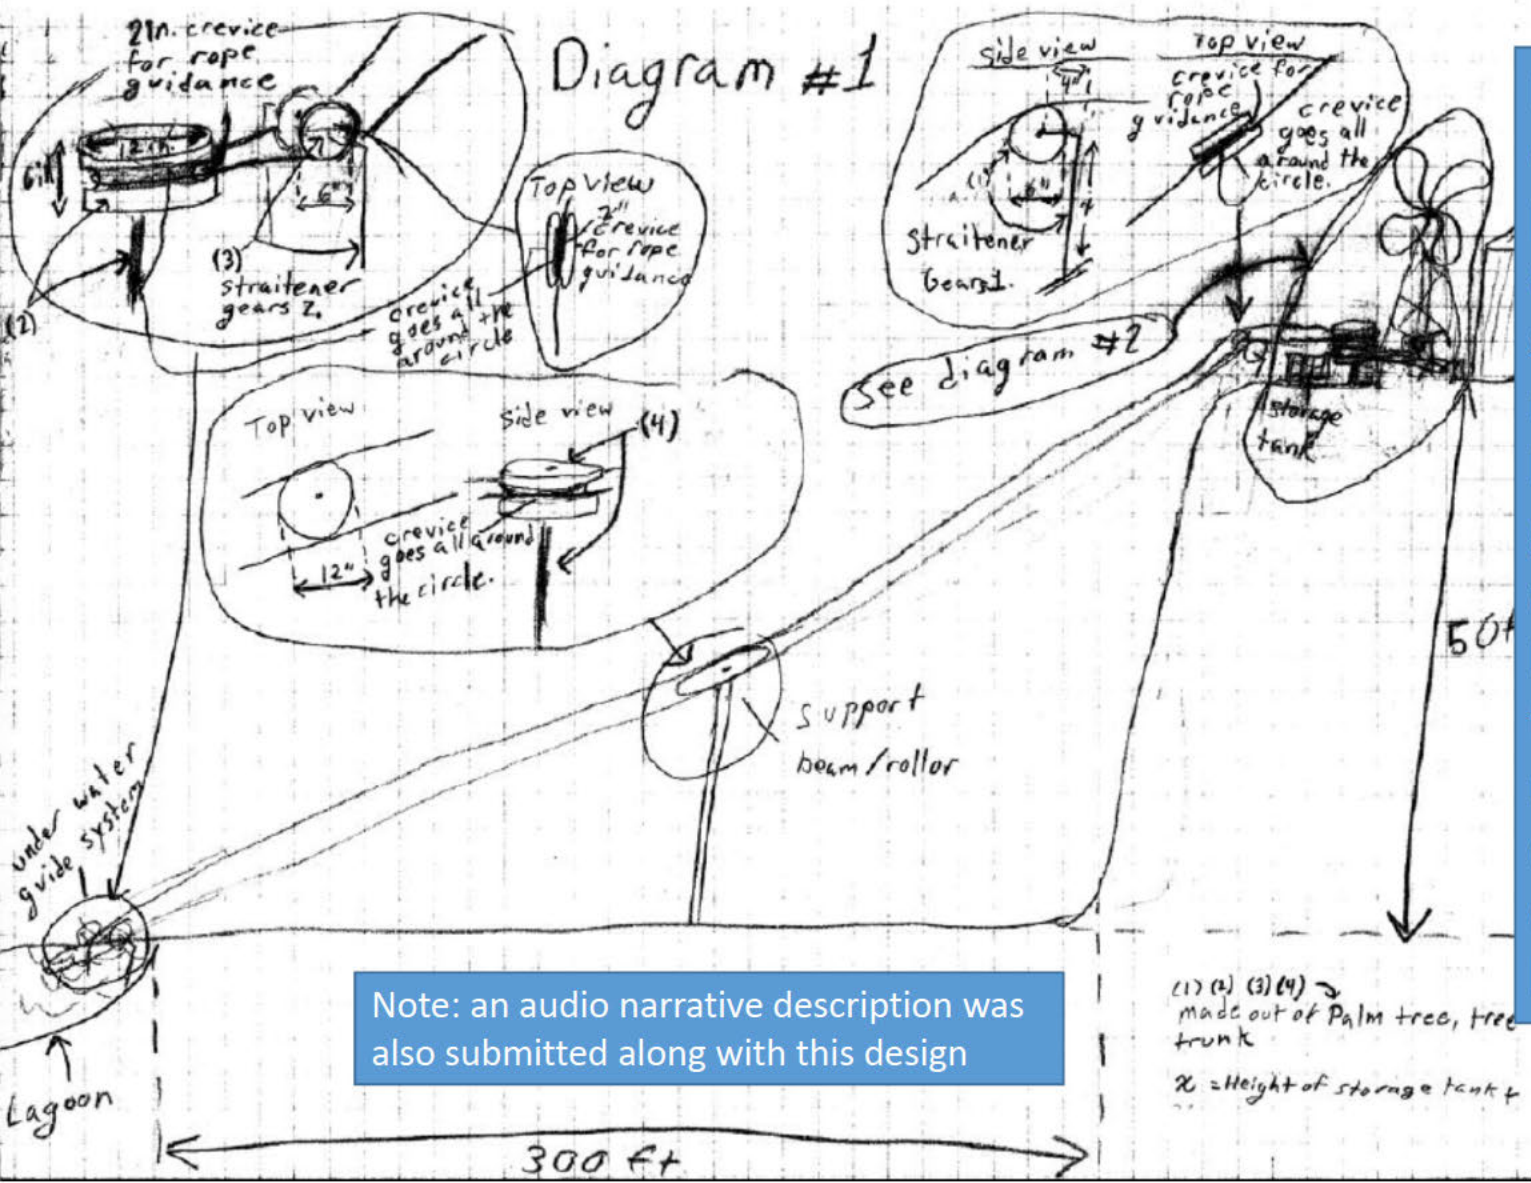 Diagram #1
2In. crevice
for rope
guidance
12 in.
6in
6"
(2)
(3)
straitener
gears 2.
Top view
2"
crevice
for rope
guidance
crevice
goes all
around the
circle
Side view
Top view
4"
crevice for
rope
guidance
crevice
goes all
around the
circle.
(1)
6"
straitener
Gears 1.
See diagram #2
storage
tank
Top view
Side view
(4)
crevice
goes all around
the circle.
12"
support
beam/rollor
under water
guide system
Lagoon
300 ft
Note: an audio narrative description was
also submitted along with this design
(1) (2) (3) (4)
made out of Palm tree, tree
trunk
x = Height of storage tank +